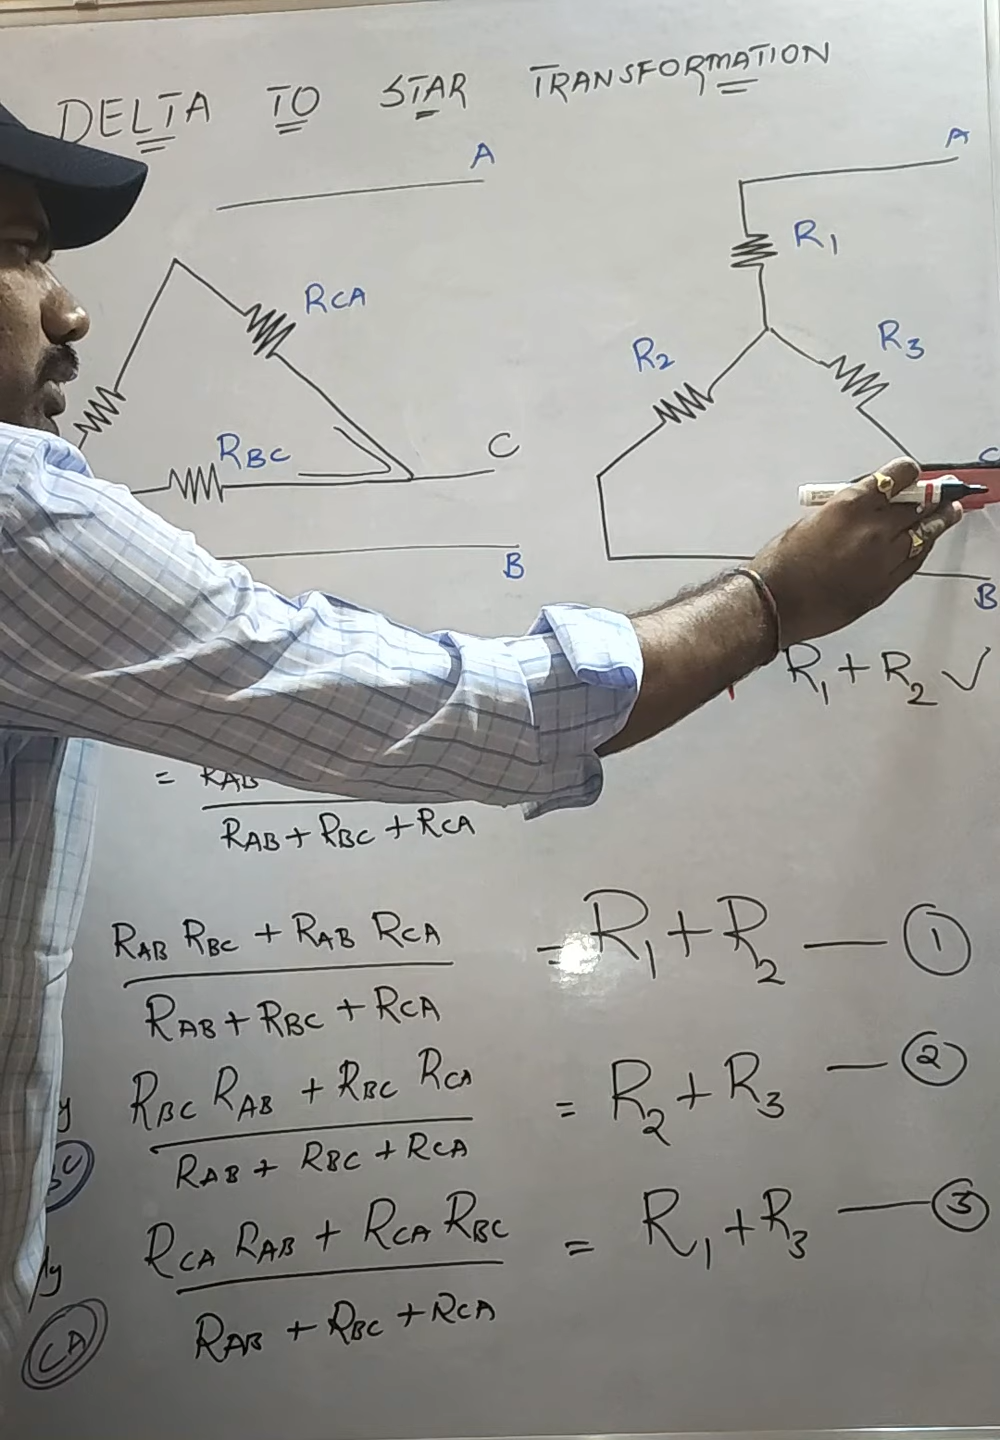 DELTA TO STAR TRANSFORMATION
A
A
R1
RCA
R2
R3
RBC
C
C
B
B
R1 + R2 ✓
= RAB
RAB + RBC + RCA
RAB RBC + RAB RCA
= R1 + R2 — ①
RAB + RBC + RCA
RBC RAB + RBC RCA
= R2 + R3 — ②
RAB + RBC + RCA
RCA RAB + RCA RBC
= R1 + R3 — ③
RAB + RBC + RCA
CA